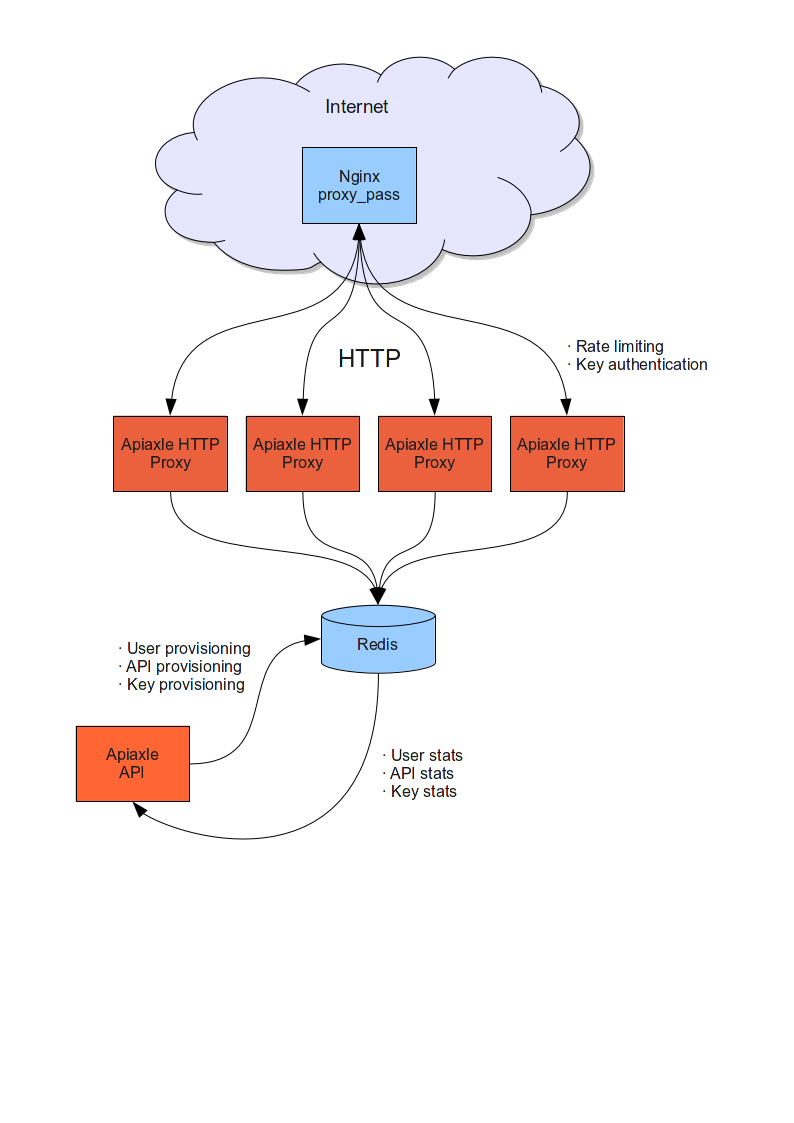 Internet
Nginx
proxy_pass
HTTP
· Rate limiting
· Key authentication
Apiaxle HTTP
Proxy
Apiaxle HTTP
Proxy
Apiaxle HTTP
Proxy
Apiaxle HTTP
Proxy
Redis
· User provisioning
· API provisioning
· Key provisioning
Apiaxle
API
· User stats
· API stats
· Key stats